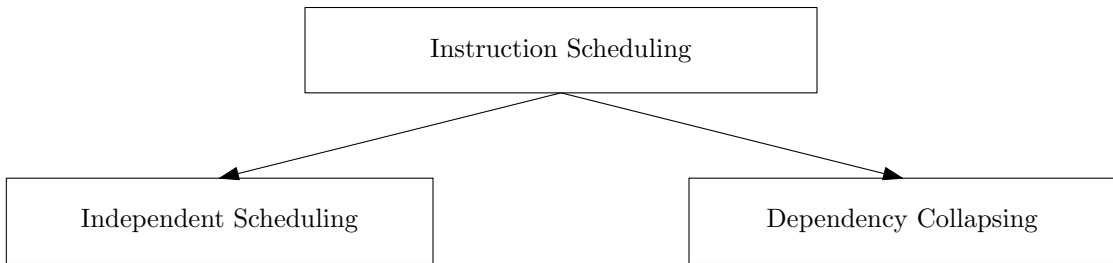 Instruction Scheduling
Independent Scheduling
Dependency Collapsing